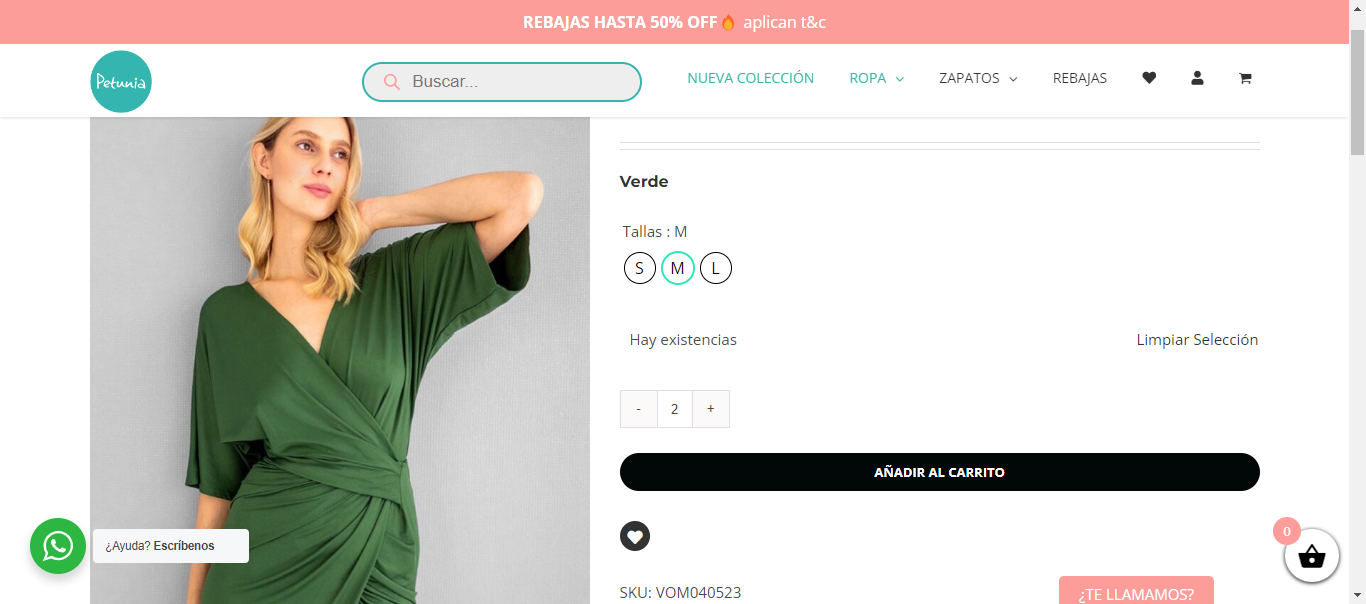 REBAJAS HASTA 50% OFF🔥 aplican t&c
Petunia
Buscar...
NUEVA COLECCIÓN
ROPA
ZAPATOS
REBAJAS
Verde
Tallas : M
S
M
L
Hay existencias
Limpiar Selección
- 2 +
AÑADIR AL CARRITO
¿Ayuda? Escríbenos
0
SKU: VOM040523
¿TE LLAMAMOS?